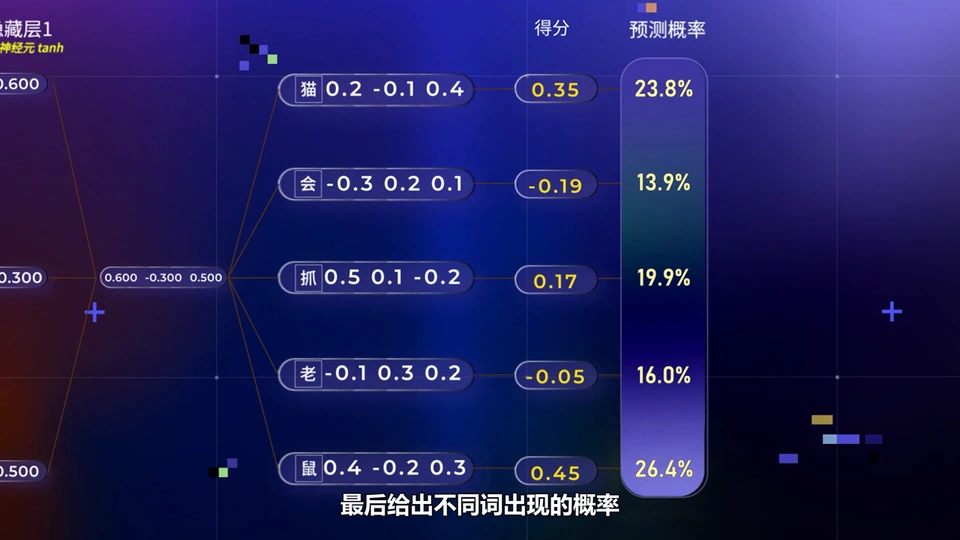 藏层1
得分
预测概率
神经元 tanh
0.600
猫 0.2 -0.1 0.4
0.35
23.8%
会 -0.3 0.2 0.1
-0.19
13.9%
0.300
0.600 -0.300 0.500
抓 0.5 0.1 -0.2
0.17
19.9%
老 -0.1 0.3 0.2
-0.05
16.0%
0.500
鼠 0.4 -0.2 0.3
0.45
26.4%
最后给出不同词出现的概率